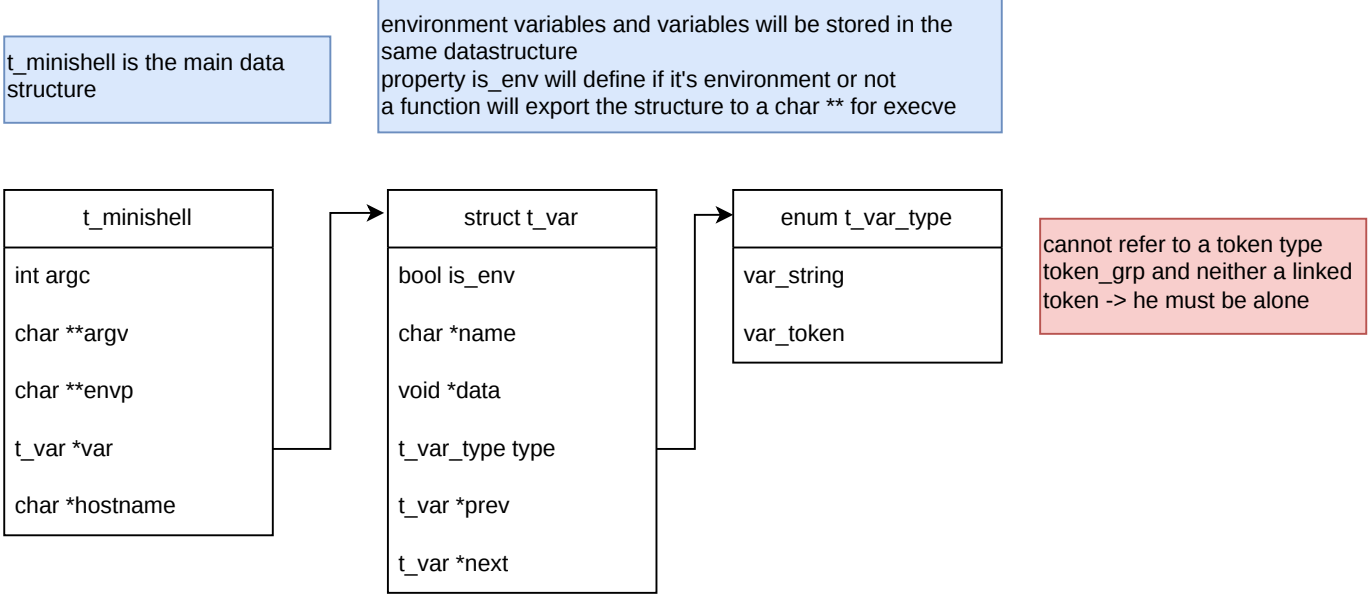 t_minishell is the main data
structure
environment variables and variables will be stored in the
same datastructure
property is_env will define if it's environment or not
a function will export the structure to a char ** for execve
t_minishell
int argc
char **argv
char **envp
t_var *var
char *hostname
struct t_var
bool is_env
char *name
void *data
t_var_type type
t_var *prev
t_var *next
enum t_var_type
var_string
var_token
cannot refer to a token type
token_grp and neither a linked
token -> he must be alone